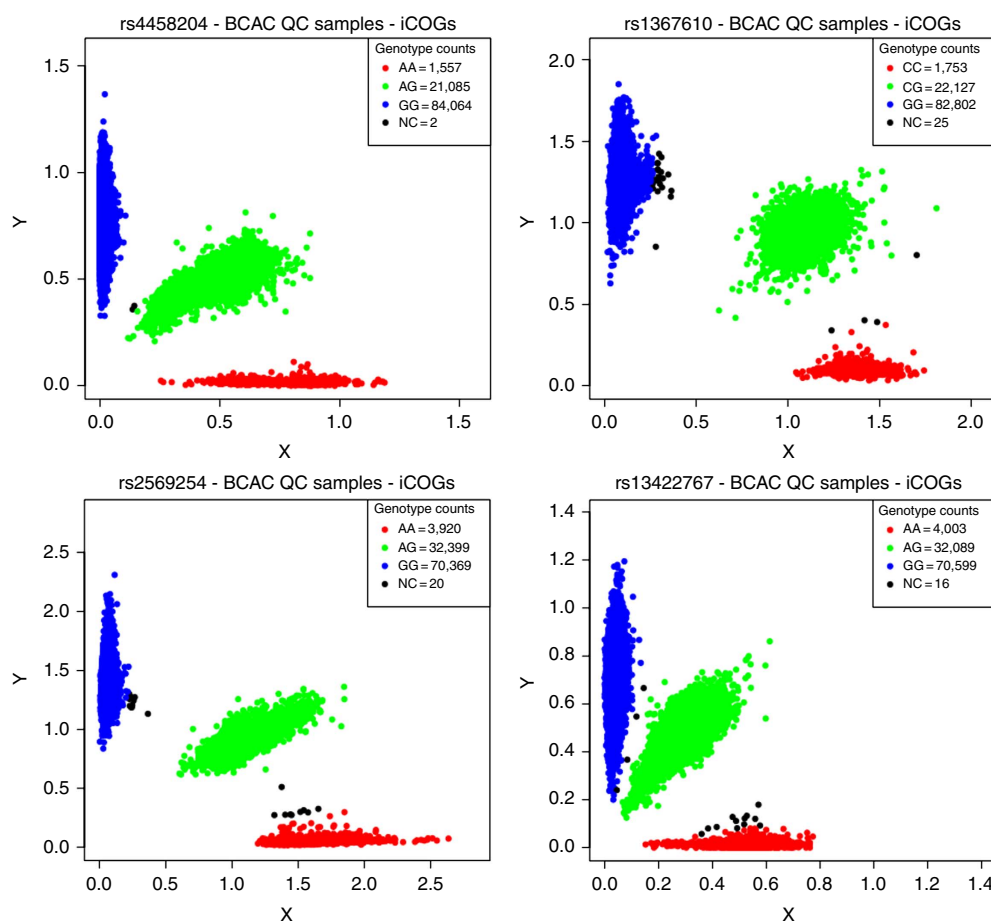 rs4458204 - BCAC QC samples - iCOGs
Genotype counts
AA = 1,557
AG = 21,085
GG = 84,064
NC = 2
1.5
1.0
0.5
0.0
Y
0.0 0.5 1.0 1.5
X
rs1367610 - BCAC QC samples - iCOGs
Genotype counts
CC = 1,753
CG = 22,127
GG = 82,802
NC = 25
2.0
1.5
1.0
0.5
0.0
Y
0.0 0.5 1.0 1.5 2.0
X
rs2569254 - BCAC QC samples - iCOGs
Genotype counts
AA = 3,920
AG = 32,399
GG = 70,369
NC = 20
2.5
2.0
1.5
1.0
0.5
0.0
Y
0.0 0.5 1.0 1.5 2.0 2.5
X
rs13422767 - BCAC QC samples - iCOGs
Genotype counts
AA = 4,003
AG = 32,089
GG = 70,599
NC = 16
1.4
1.2
1.0
0.8
0.6
0.4
0.2
0.0
Y
0.0 0.2 0.4 0.6 0.8 1.0 1.2 1.4
X